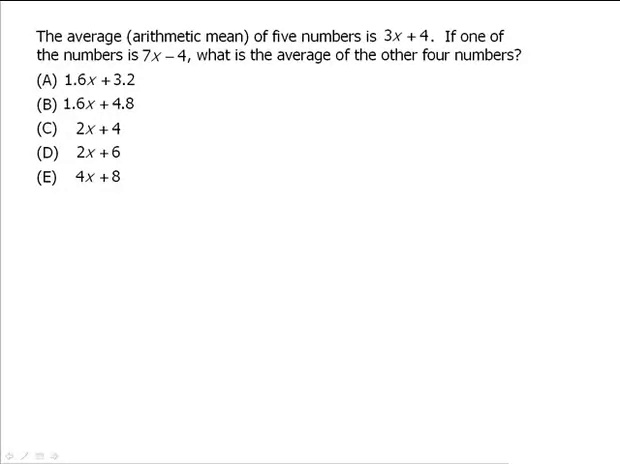 The average (arithmetic mean) of five numbers is 3x + 4. If one of
the numbers is 7x – 4, what is the average of the other four numbers?
(A) 1.6x + 3.2
(B) 1.6x + 4.8
(C) 2x + 4
(D) 2x + 6
(E) 4x + 8